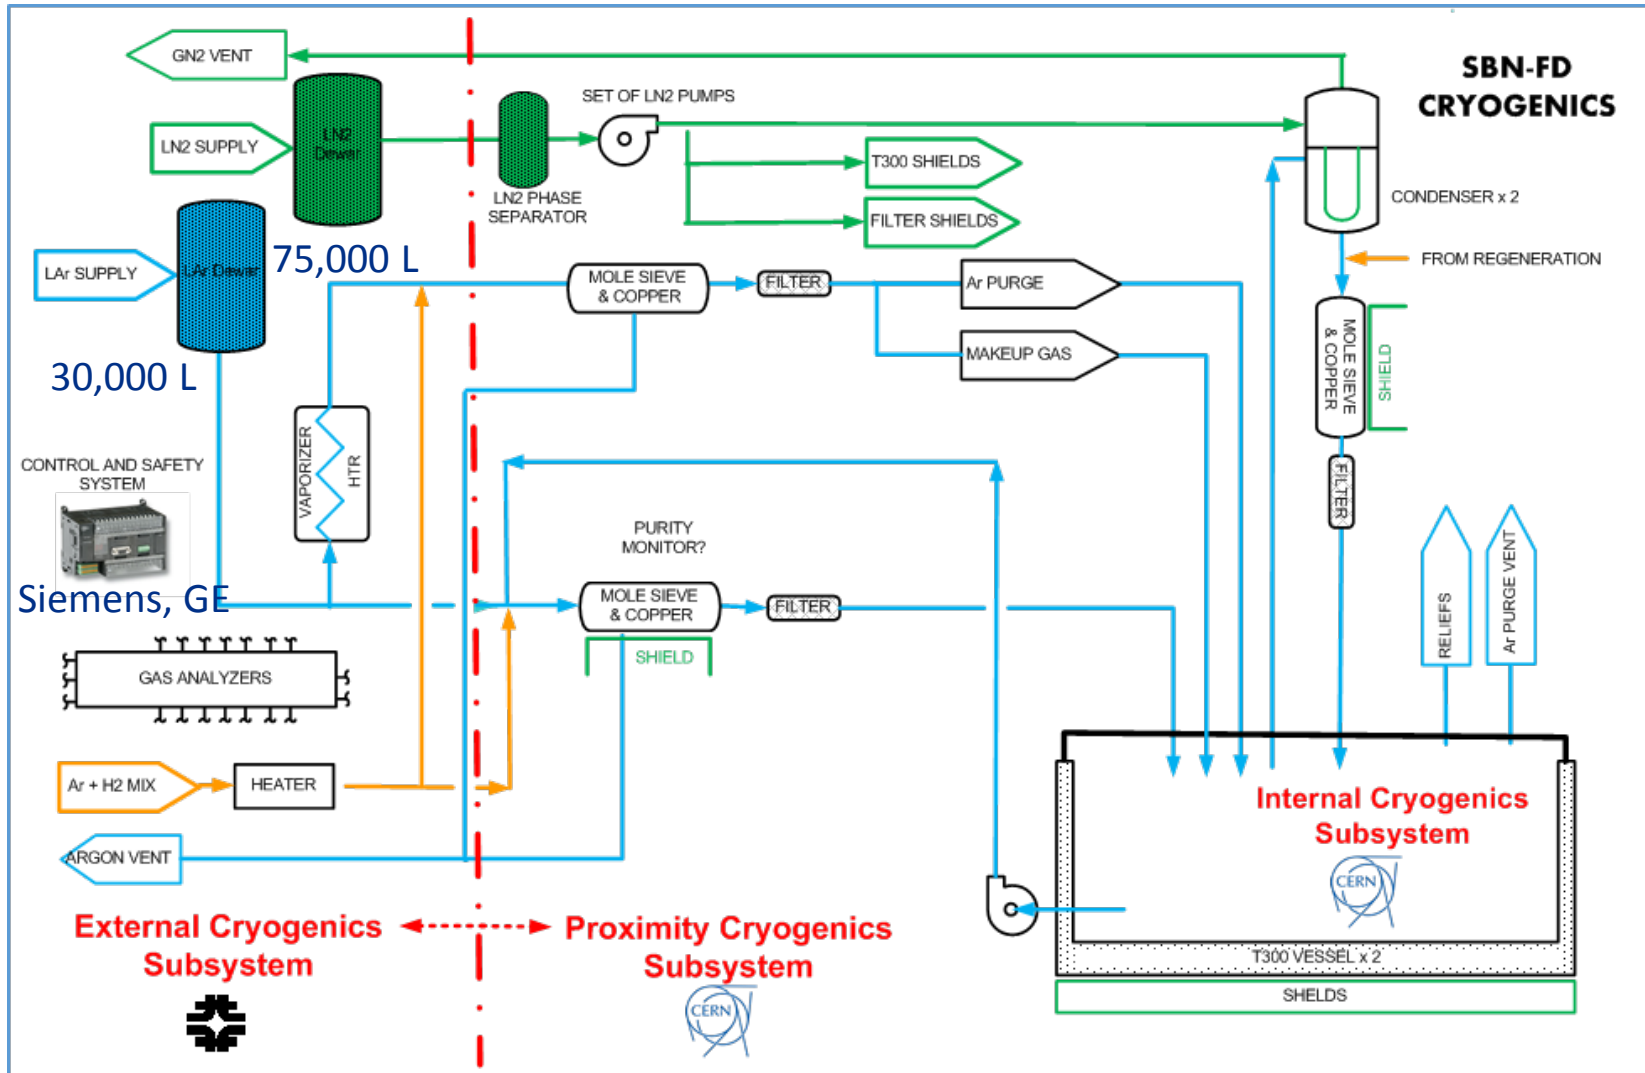 GN2 VENT
SBN-FD
CRYOGENICS
SET OF LN2 PUMPS
LN2 SUPPLY
LN2
Dewar
T300 SHIELDS
LN2 PHASE
SEPARATOR
FILTER SHIELDS
CONDENSER x 2
LAr SUPPLY
LAr Dewar
75,000 L
FROM REGENERATION
MOLE SIEVE
& COPPER
FILTER
Ar PURGE
MAKEUP GAS
MOLE SIEVE
& COPPER
SHIELD
30,000 L
VAPORIZER
HTR
CONTROL AND SAFETY
SYSTEM
FILTER
PURITY
MONITOR?
Siemens, GE
MOLE SIEVE
& COPPER
FILTER
SHIELD
RELIEFS
Ar PURGE VENT
GAS ANALYZERS
Ar + H2 MIX
HEATER
Internal Cryogenics
Subsystem
CERN
ARGON VENT
External Cryogenics
Subsystem
Proximity Cryogenics
Subsystem
CERN
T300 VESSEL x 2
SHIELDS